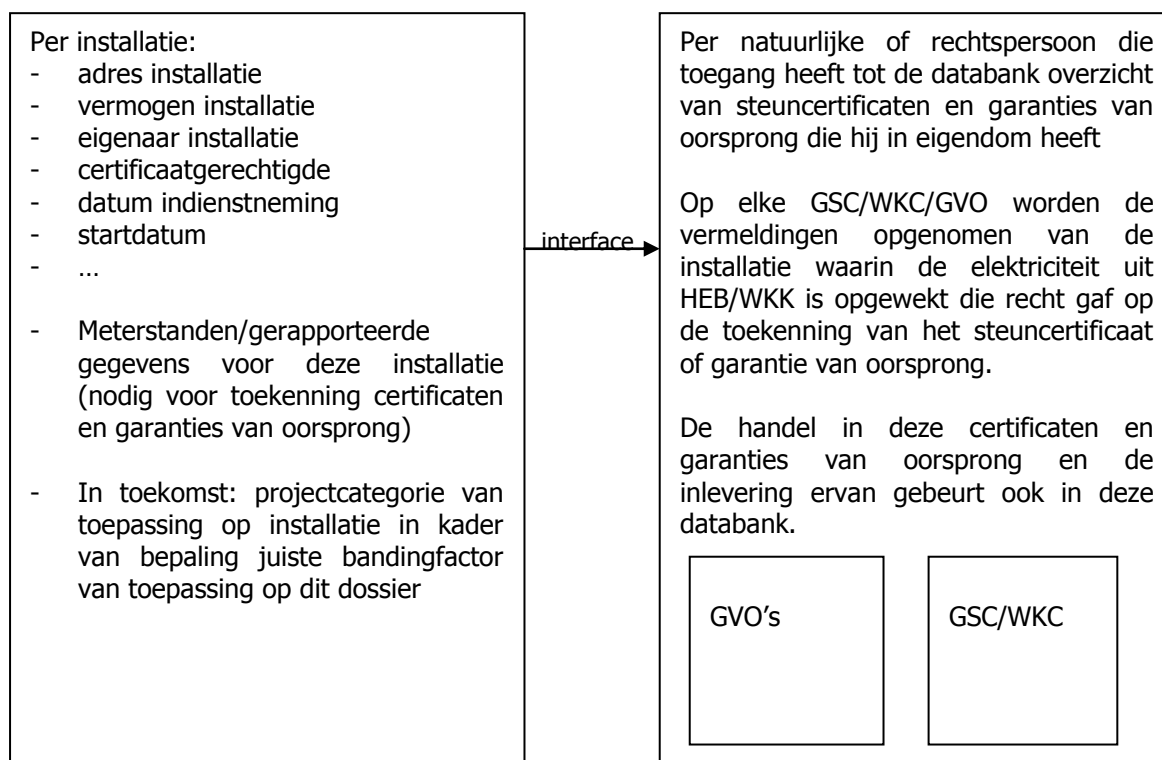 Per installatie:
- adres installatie
- vermogen installatie
- eigenaar installatie
- certificaatgerechtigde
- datum indienstneming
- startdatum
- …
- Meterstanden/gerapporteerde
gegevens voor deze installatie
(nodig voor toekenning certificaten
en garanties van oorsprong)
- In toekomst: projectcategorie van
toepassing op installatie in kader
van bepaling juiste bandingfactor
van toepassing op dit dossier
interface
Per natuurlijke of rechtspersoon die
toegang heeft tot de databank overzicht
van steuncertificaten en garanties van
oorsprong die hij in eigendom heeft
Op elke GSC/WKC/GVO worden de
vermeldingen opgenomen van de
installatie waarin de elektriciteit uit
HEB/WKK is opgewekt die recht gaf op
de toekenning van het steuncertificaat
of garantie van oorsprong.
De handel in deze certificaten en
garanties van oorsprong en de
inlevering ervan gebeurt ook in deze
databank.
GVO's
GSC/WKC